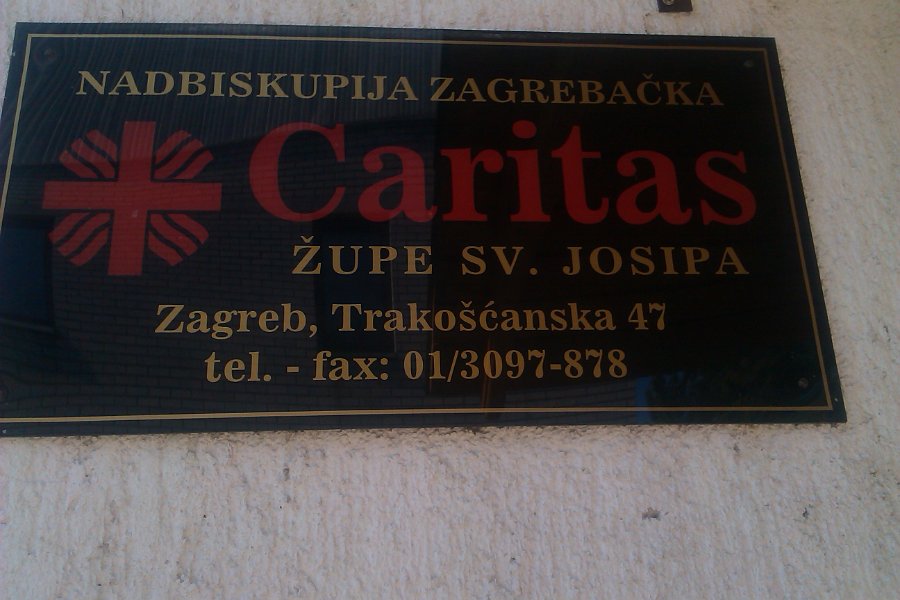 NADBISKUPIJA ZAGREBAČKA
Caritas
ŽUPE SV. JOSIPA
Zagreb, Trakošćanska 47
tel. - fax: 01/3097-878